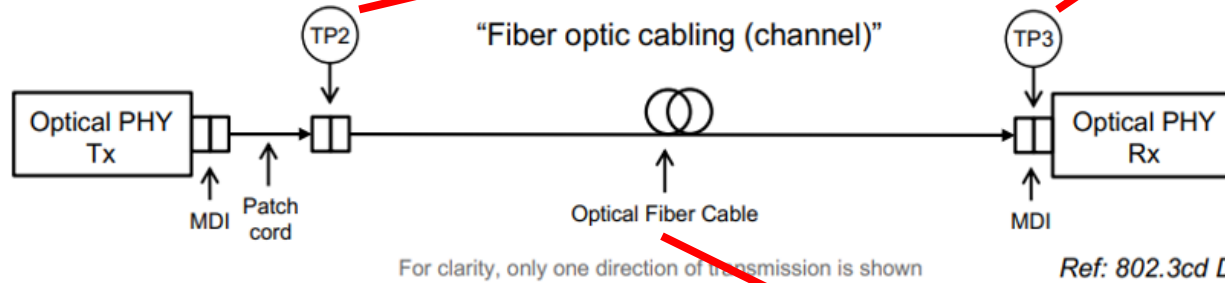 TP2
“Fiber optic cabling (channel)”
TP3
Optical PHY
Tx
Optical PHY
Rx
MDI
Patch
cord
Optical Fiber Cable
MDI
For clarity, only one direction of transmission is shown
Ref: 802.3cd